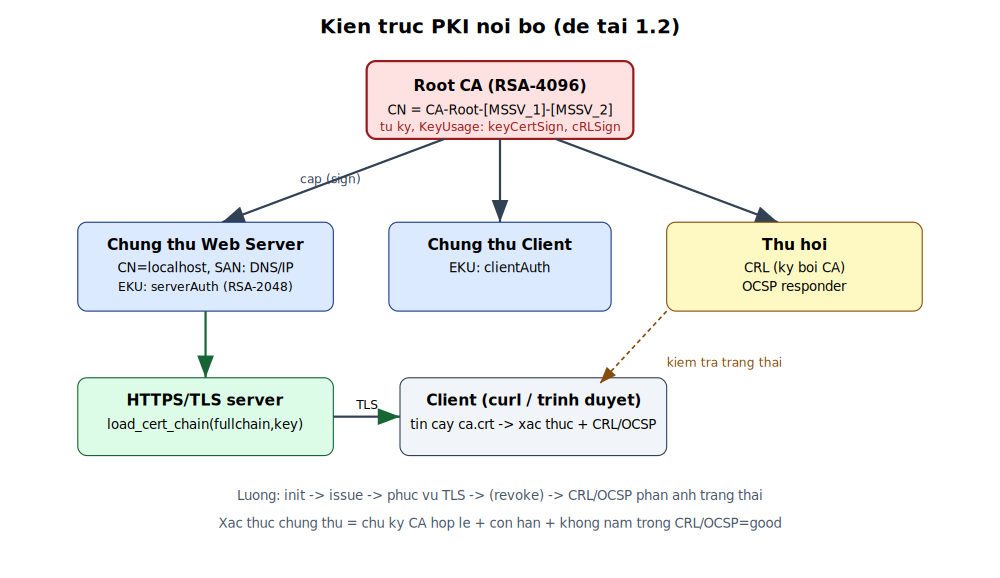 Kien truc PKI noi bo (de tai 1.2)
Root CA (RSA-4096)
CN = CA-Root-[MSSV_1]-[MSSV_2]
tu ky, KeyUsage: keyCertSign, cRLSign
cap (sign)
Chung thu Web Server
CN=localhost, SAN: DNS/IP
EKU: serverAuth (RSA-2048)
Chung thu Client
EKU: clientAuth
Thu hoi
CRL (ky boi CA)
OCSP responder
kiem tra trang thai
HTTPS/TLS server
load_cert_chain(fullchain,key)
TLS
Client (curl / trinh duyet)
tin cay ca.crt -> xac thuc + CRL/OCSP
Luong: init -> issue -> phuc vu TLS -> (revoke) -> CRL/OCSP phan anh trang thai
Xac thuc chung thu = chu ky CA hop le + con han + khong nam trong CRL/OCSP=good